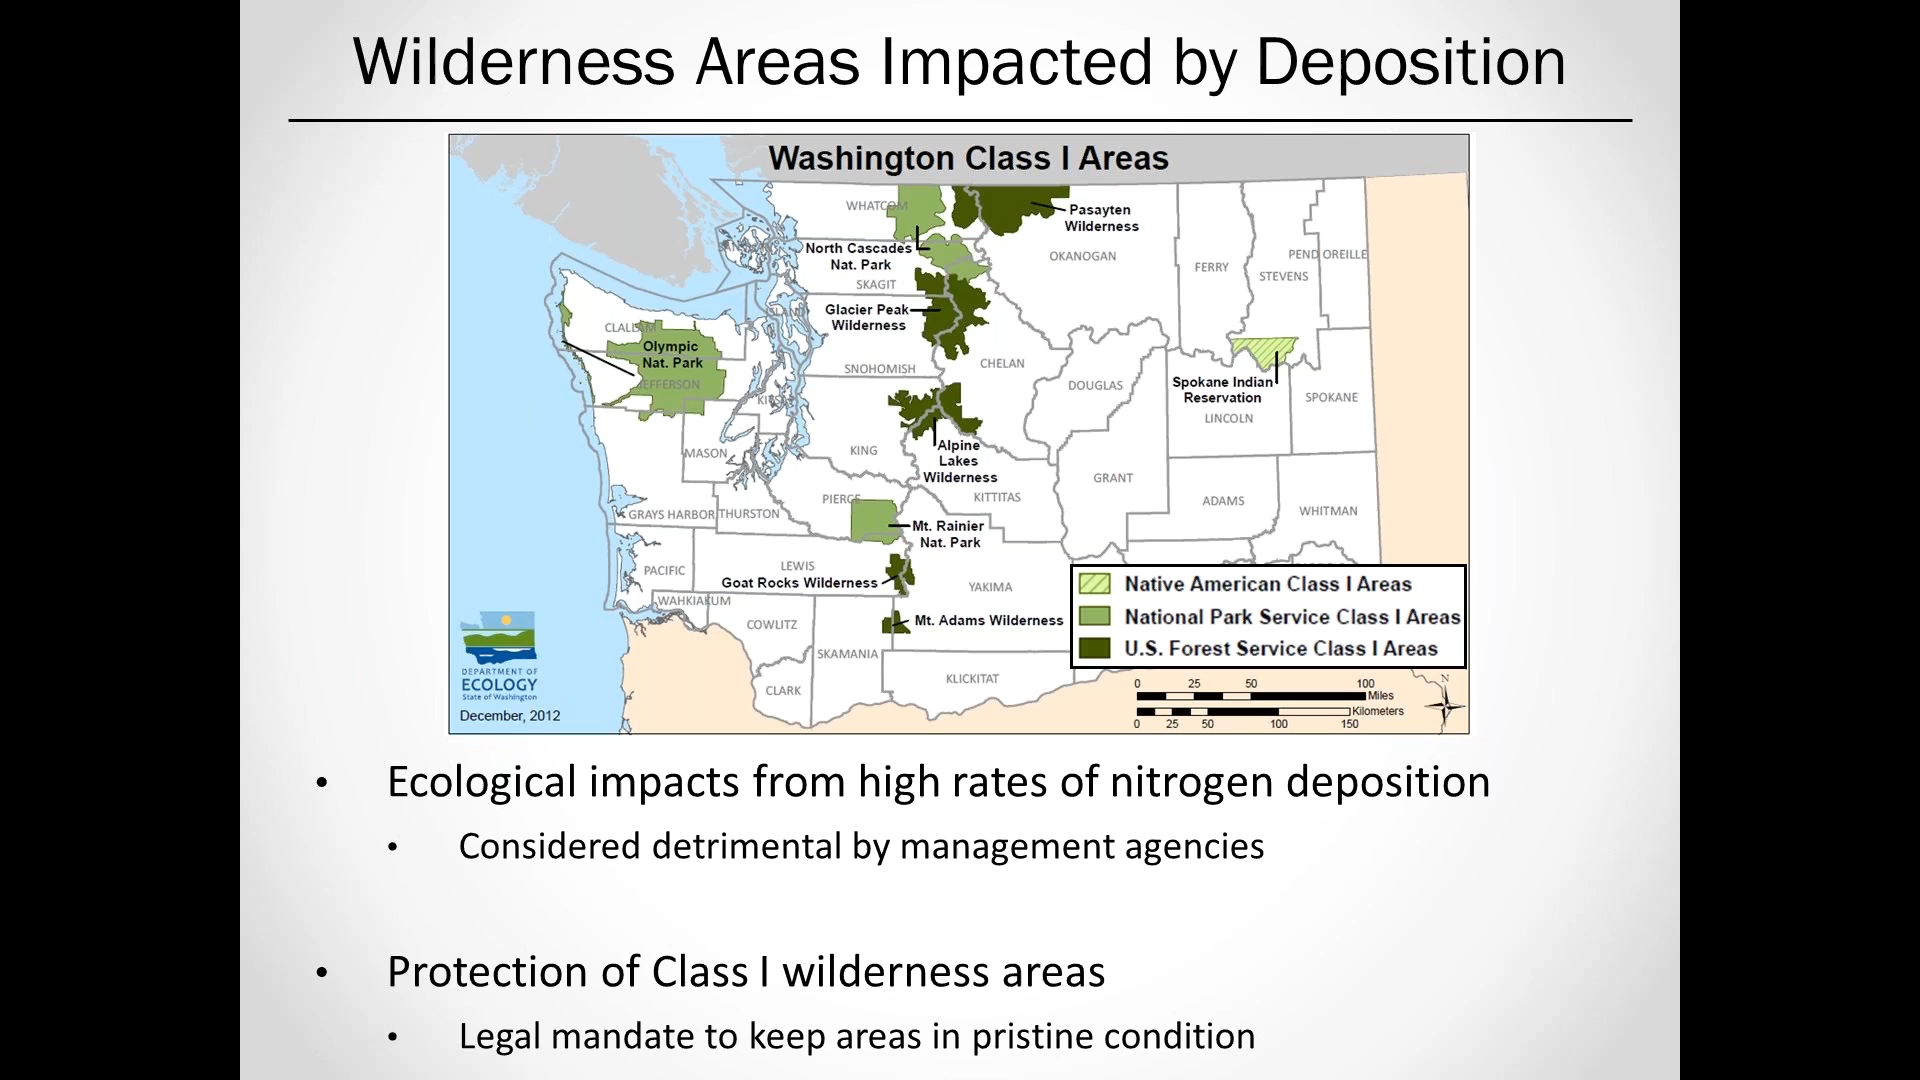 Wilderness Areas Impacted by Deposition
Washington Class I Areas
WHATCOM
Pasayten
Wilderness
North Cascades
Nat. Park
OKANOGAN
FERRY
PEND OREILLE
STEVENS
SKAGIT
Glacier Peak
Wilderness
ISLAND
CLALLAM
Olympic
Nat. Park
JEFFERSON
SNOHOMISH
CHELAN
DOUGLAS
Spokane Indian
Reservation
LINCOLN
SPOKANE
KITSAP
MASON
KING
Alpine
Lakes
Wilderness
KITTITAS
GRANT
ADAMS
WHITMAN
PIERCE
GRAYS HARBOR
THURSTON
Mt. Rainier
Nat. Park
PACIFIC
LEWIS
Goat Rocks Wilderness
YAKIMA
WAHKIAKUM
COWLITZ
Mt. Adams Wilderness
SKAMANIA
KLICKITAT
CLARK
Native American Class I Areas
National Park Service Class I Areas
U.S. Forest Service Class I Areas
0 25 50 100
Miles
Kilometers
0 25 50 100 150
N
DEPARTMENT OF
ECOLOGY
State of Washington
December, 2012
• Ecological impacts from high rates of nitrogen deposition
• Considered detrimental by management agencies
• Protection of Class I wilderness areas
• Legal mandate to keep areas in pristine condition